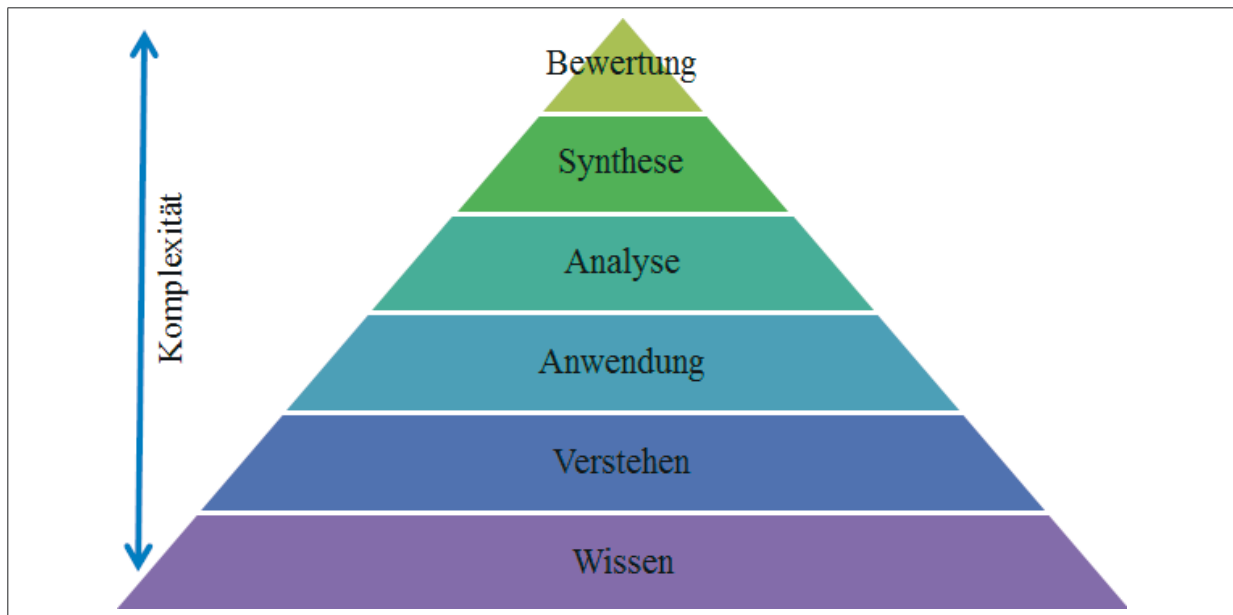 Bewertung
Synthese
Analyse
Anwendung
Verstehen
Wissen
Komplexität